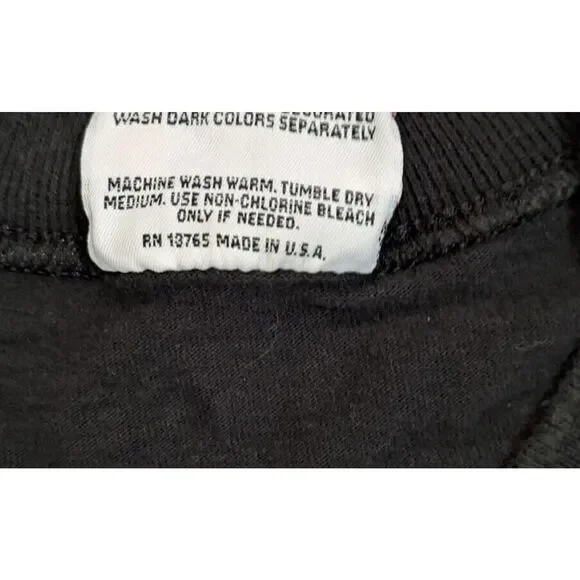 DECORATED
WASH DARK COLORS SEPARATELY
MACHINE WASH WARM. TUMBLE DRY
MEDIUM. USE NON-CHLORINE BLEACH
ONLY IF NEEDED.
RN 13765 MADE IN U.S.A.